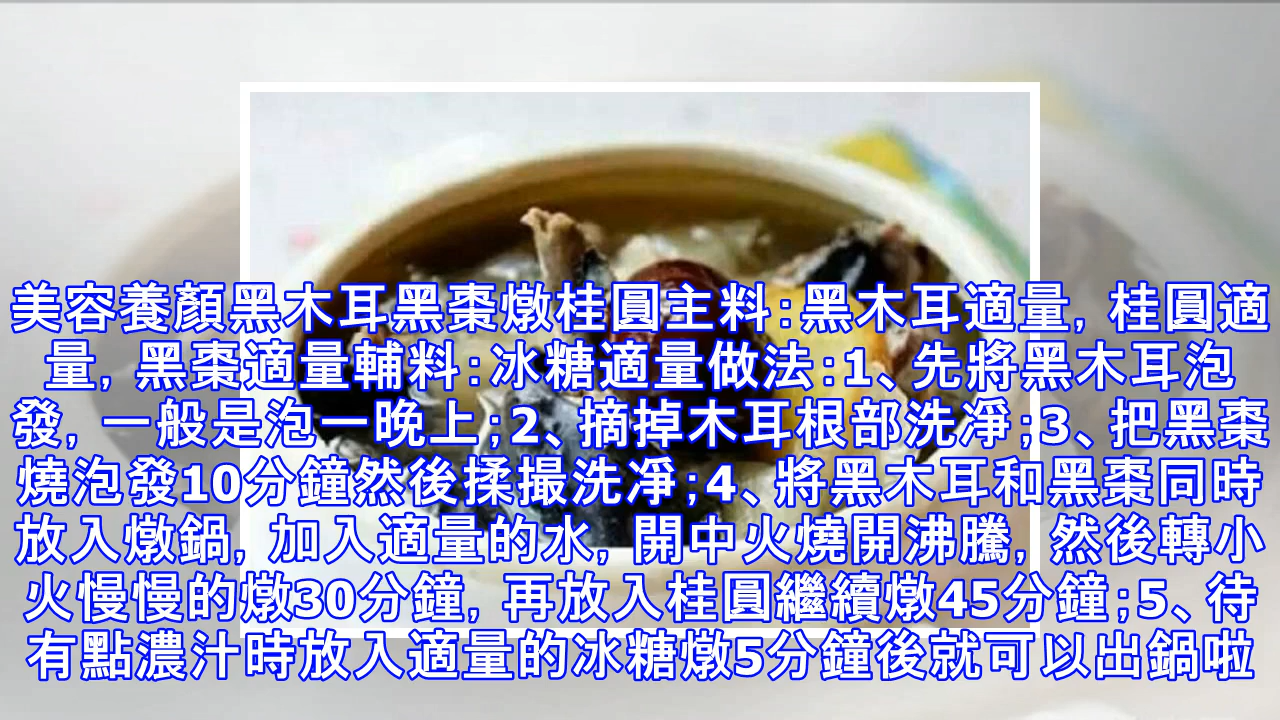 美容養顏黑木耳黑棗燉桂圓主料:黑木耳適量, 桂圓適
量, 黑棗適量輔料:冰糖適量做法:1、先將黑木耳泡
發, 一般是泡一晚上;2、摘掉木耳根部洗凈;3、把黑棗
燒泡發10分鐘然後揉撮洗凈;4、將黑木耳和黑棗同時
放入燉鍋, 加入適量的水, 開中火燒開沸騰, 然後轉小
火慢慢的燉30分鐘, 再放入桂圓繼續燉45分鐘;5、待
有點濃汁時放入適量的冰糖燉5分鐘後就可以出鍋啦